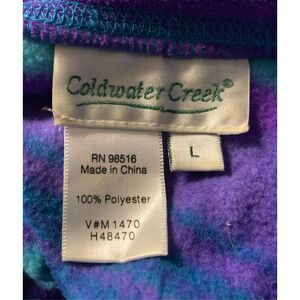 Coldwater Creek®
L
RN 98516
Made in China
100% Polyester
V#M1470
H48470